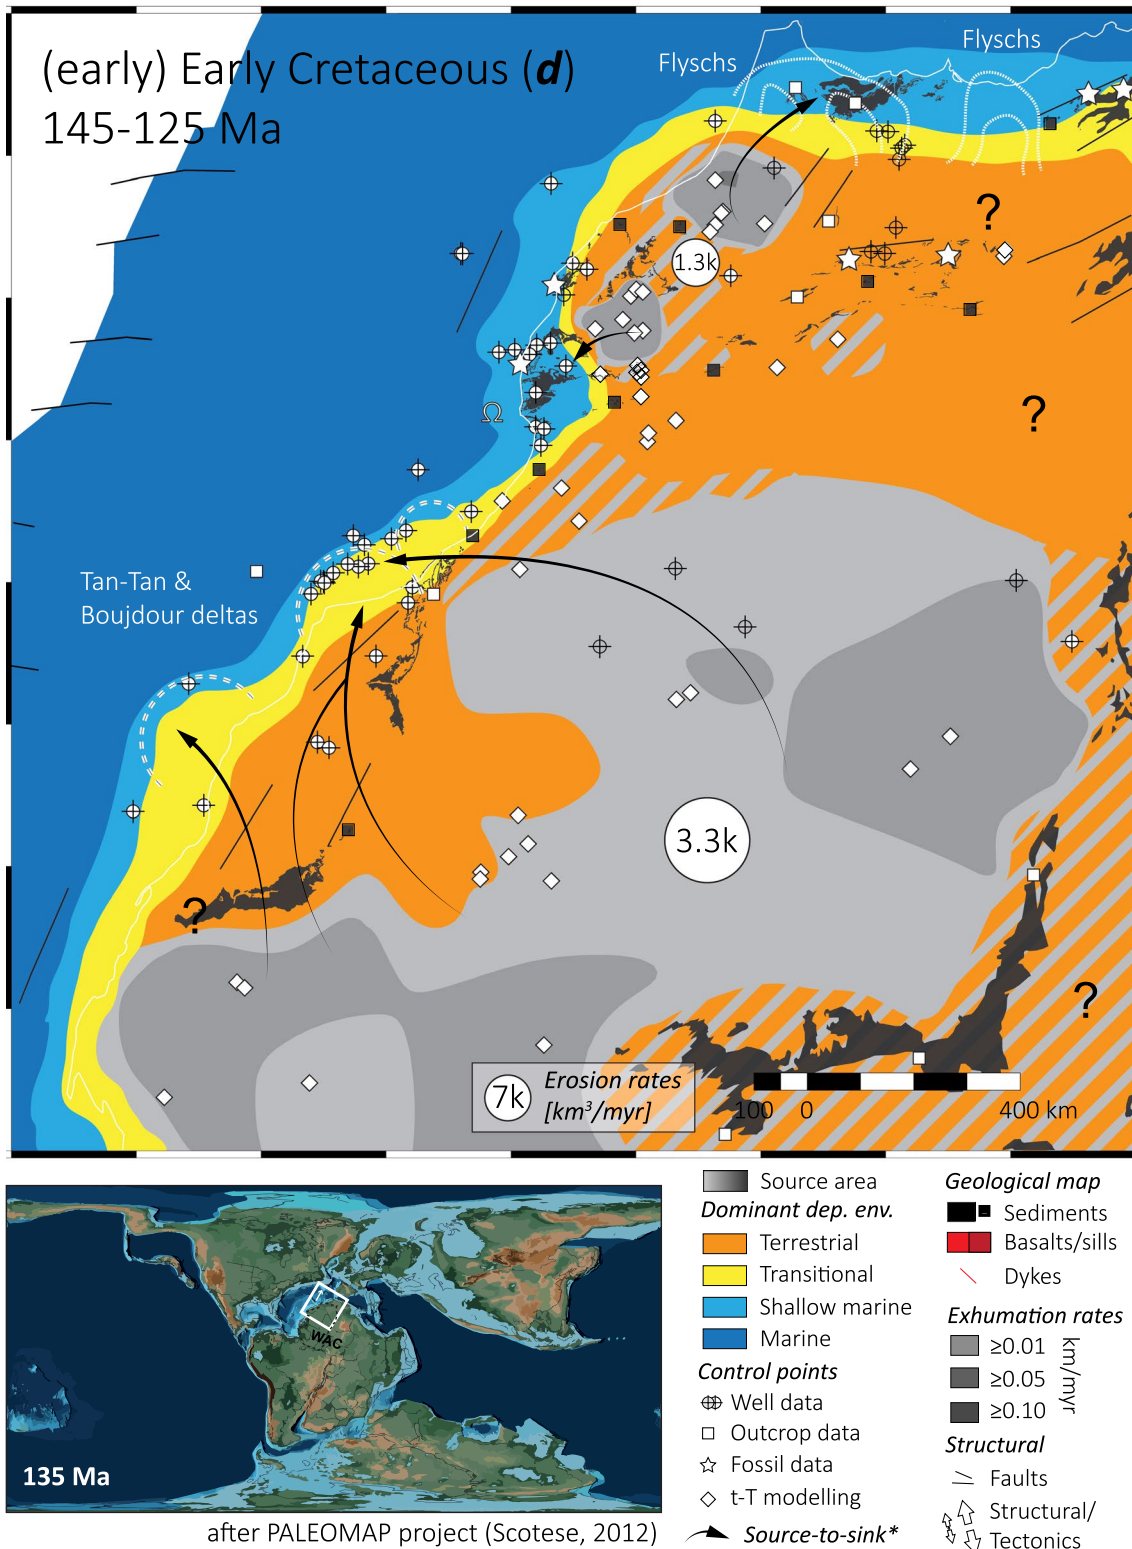 (early) Early Cretaceous (d)
145-125 Ma
Flyschs
Flyschs
?
1.3k
?
Ω
Tan-Tan &
Boujdour deltas
3.3k
?
?
7k
Erosion rates
[km³/myr]
100 0 400 km
WAC
135 Ma
after PALEOMAP project (Scotese, 2012)
Source area
Dominant dep. env.
Terrestrial
Transitional
Shallow marine
Marine
Control points
Well data
Outcrop data
Fossil data
t-T modelling
Source-to-sink*
Geological map
Sediments
Basalts/sills
Dykes
Exhumation rates
≥0.01
≥0.05
≥0.10
km/myr
Structural
Faults
Structural/
Tectonics